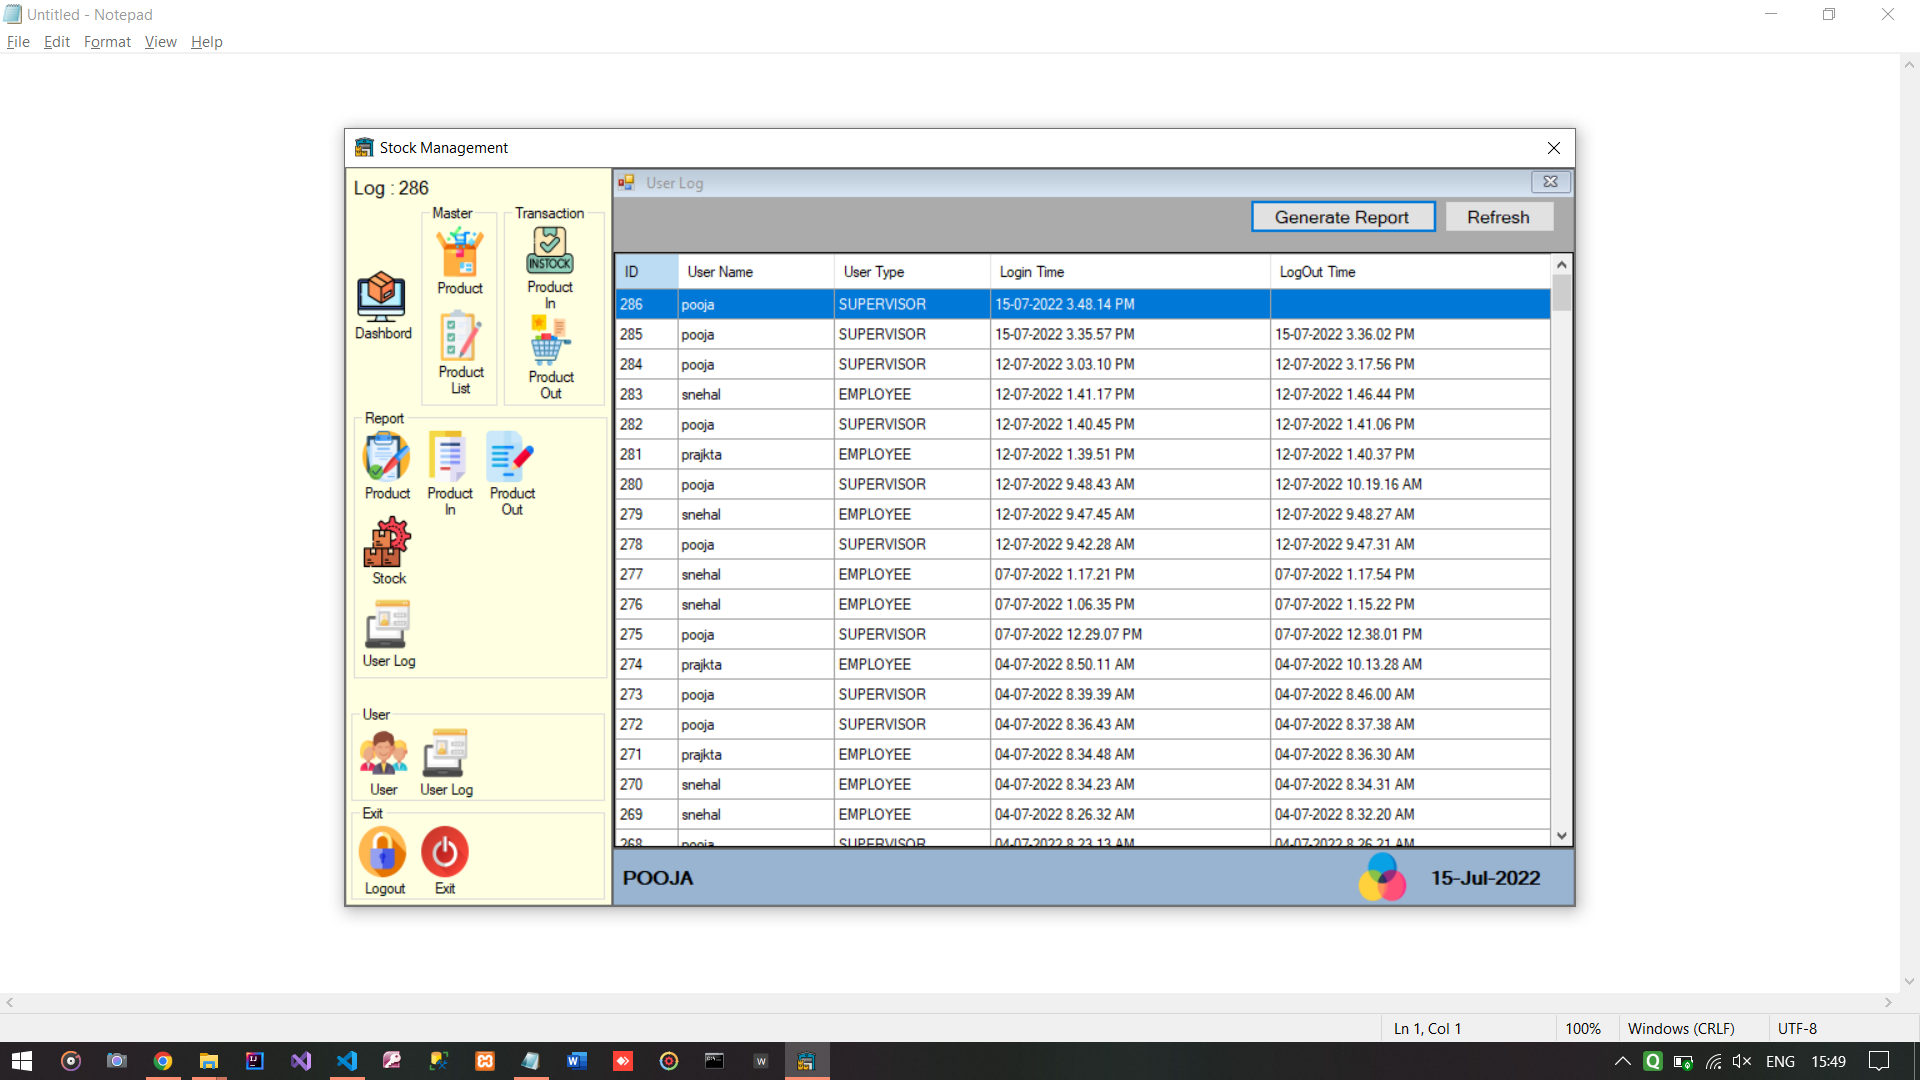 Untitled - Notepad
File Edit Format View Help
Stock Management
Log : 286
Master
Transaction
Dashbord
Product
Product
List
INSTOCK
Product
In
Product
Out
Report
Product
Product
In
Product
Out
Stock
User Log
User
User
User Log
Exit
Logout
Exit
User Log
Generate Report Refresh
ID User Name User Type Login Time LogOut Time
286 pooja SUPERVISOR 15-07-2022 3.48.14 PM
285 pooja SUPERVISOR 15-07-2022 3.35.57 PM 15-07-2022 3.36.02 PM
284 pooja SUPERVISOR 12-07-2022 3.03.10 PM 12-07-2022 3.17.56 PM
283 snehal EMPLOYEE 12-07-2022 1.41.17 PM 12-07-2022 1.46.44 PM
282 pooja SUPERVISOR 12-07-2022 1.40.45 PM 12-07-2022 1.41.06 PM
281 prajkta EMPLOYEE 12-07-2022 1.39.51 PM 12-07-2022 1.40.37 PM
280 pooja SUPERVISOR 12-07-2022 9.48.43 AM 12-07-2022 10.19.16 AM
279 snehal EMPLOYEE 12-07-2022 9.47.45 AM 12-07-2022 9.48.27 AM
278 pooja SUPERVISOR 12-07-2022 9.42.28 AM 12-07-2022 9.47.31 AM
277 snehal EMPLOYEE 07-07-2022 1.17.21 PM 07-07-2022 1.17.54 PM
276 snehal EMPLOYEE 07-07-2022 1.06.35 PM 07-07-2022 1.15.22 PM
275 pooja SUPERVISOR 07-07-2022 12.29.07 PM 07-07-2022 12.38.01 PM
274 prajkta EMPLOYEE 04-07-2022 8.50.11 AM 04-07-2022 10.13.28 AM
273 pooja SUPERVISOR 04-07-2022 8.39.39 AM 04-07-2022 8.46.00 AM
272 pooja SUPERVISOR 04-07-2022 8.36.43 AM 04-07-2022 8.37.38 AM
271 prajkta EMPLOYEE 04-07-2022 8.34.48 AM 04-07-2022 8.36.30 AM
270 snehal EMPLOYEE 04-07-2022 8.34.23 AM 04-07-2022 8.34.31 AM
269 snehal EMPLOYEE 04-07-2022 8.26.32 AM 04-07-2022 8.32.20 AM
268 pooja SUPERVISOR 04-07-2022 8.23.13 AM 04-07-2022 8.26.21 AM
POOJA 15-Jul-2022
Ln 1, Col 1 100% Windows (CRLF) UTF-8
ENG 15:49